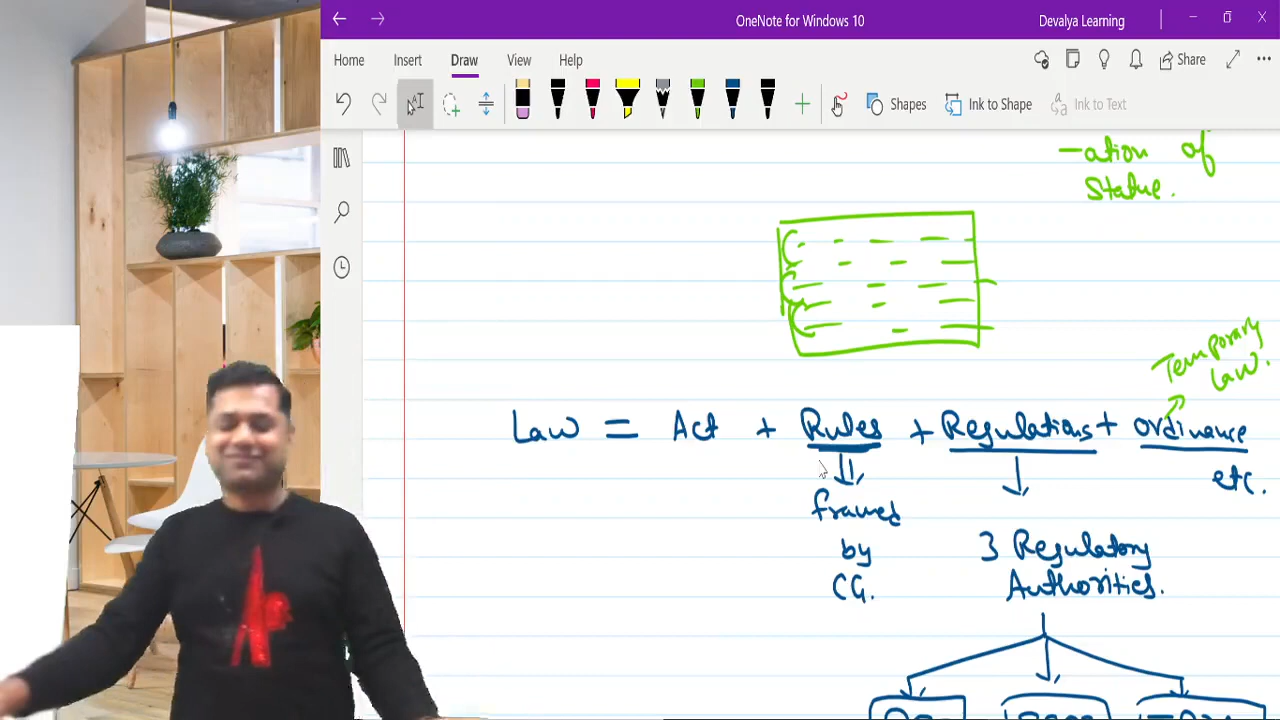 OneNote for Windows 10
Devalya Learning
Home
Insert
Draw
View
Help
Share
Shapes
Ink to Shape
Ink to Text
-ation of
Statue.
Temporary
Law.
Law = Act + Rules + Regulations + ordinance
etc.
framed
by
CG.
3 Regulatory
Authorities.